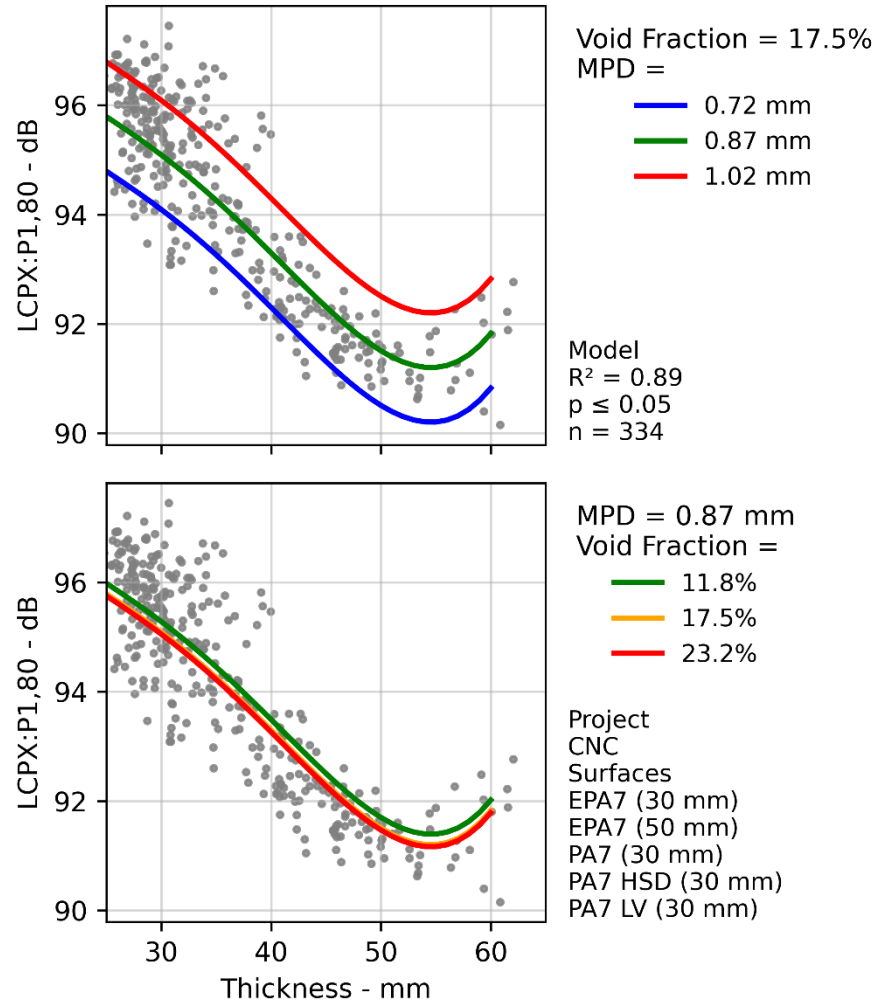 LCPX:P1,80 - dB
96
94
92
90
Void Fraction = 17.5%
MPD =
0.72 mm
0.87 mm
1.02 mm
Model
R² = 0.89
p ≤ 0.05
n = 334
LCPX:P1,80 - dB
96
94
92
90
30
40
50
60
Thickness - mm
MPD = 0.87 mm
Void Fraction =
11.8%
17.5%
23.2%
Project
CNC
Surfaces
EPA7 (30 mm)
EPA7 (50 mm)
PA7 (30 mm)
PA7 HSD (30 mm)
PA7 LV (30 mm)